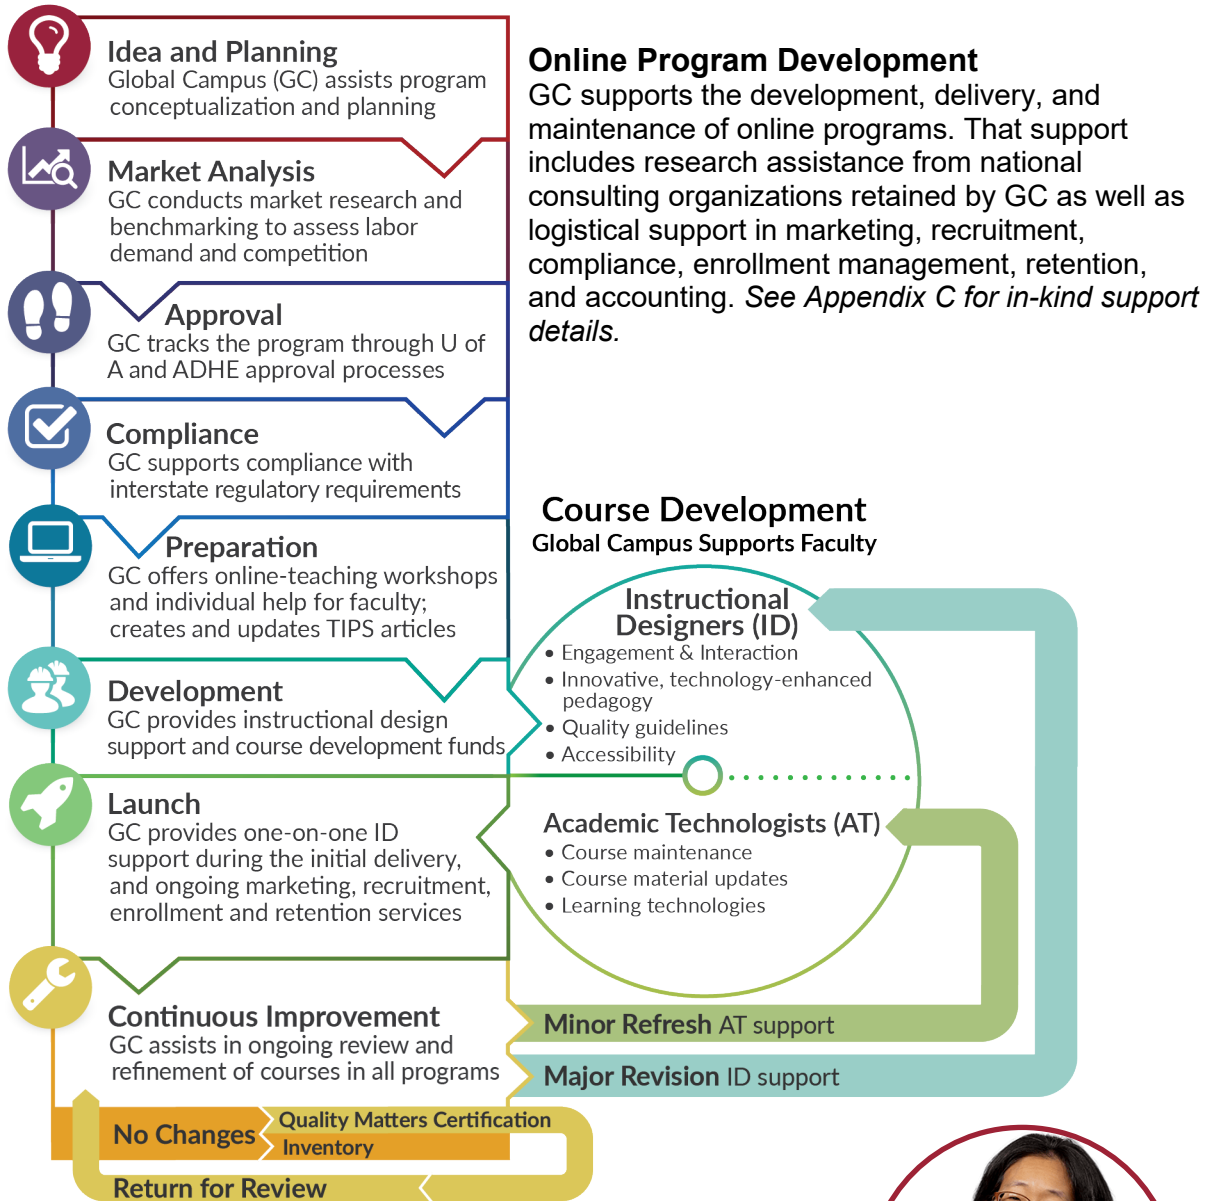 Idea and Planning
Global Campus (GC) assists program
conceptualization and planning
Market Analysis
GC conducts market research and
benchmarking to assess labor
demand and competition
Approval
GC tracks the program through U of
A and ADHE approval processes
Compliance
GC supports compliance with
interstate regulatory requirements
Preparation
GC offers online-teaching workshops
and individual help for faculty;
creates and updates TIPS articles
Development
GC provides instructional design
support and course development funds
Launch
GC provides one-on-one ID
support during the initial delivery,
and ongoing marketing, recruitment,
enrollment and retention services
Continuous Improvement
GC assists in ongoing review and
refinement of courses in all programs
No Changes
Quality Matters Certification
Inventory
Return for Review
Online Program Development
GC supports the development, delivery, and
maintenance of online programs. That support
includes research assistance from national
consulting organizations retained by GC as well as
logistical support in marketing, recruitment,
compliance, enrollment management, retention,
and accounting. See Appendix C for in-kind support
details.
Course Development
Global Campus Supports Faculty
Instructional
Designers (ID)
• Engagement & Interaction
• Innovative, technology-enhanced
pedagogy
• Quality guidelines
• Accessibility
Academic Technologists (AT)
• Course maintenance
• Course material updates
• Learning technologies
Minor Refresh AT support
Major Revision ID support